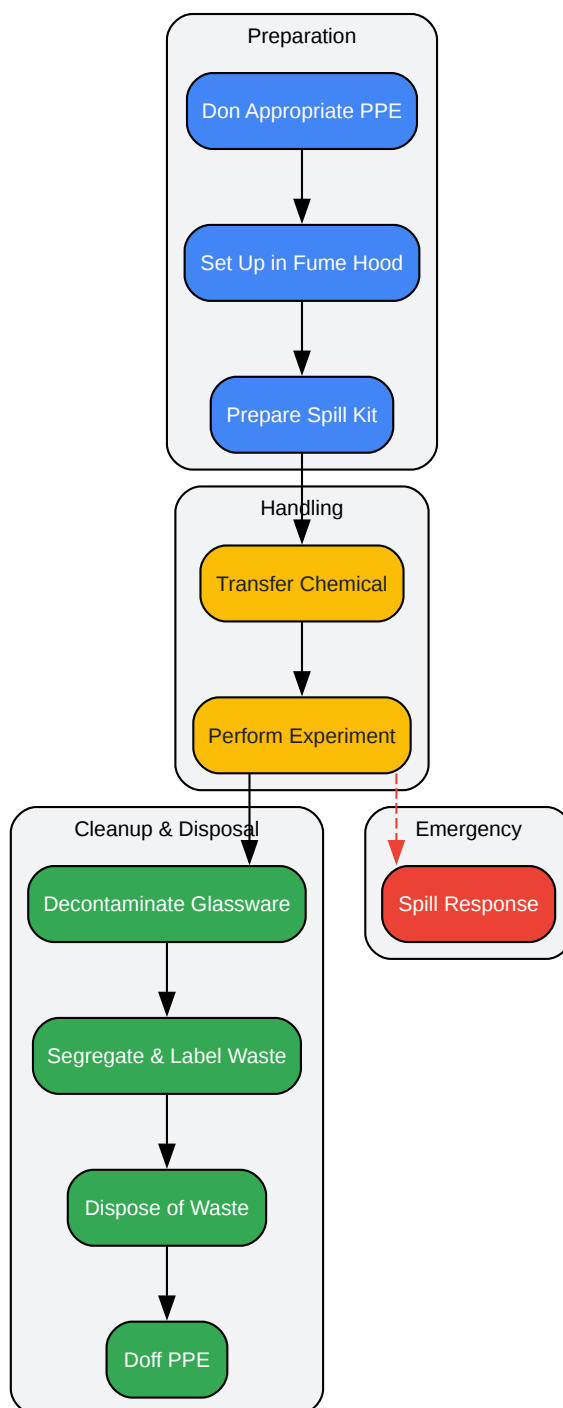 Preparation
Don Appropriate PPE
Set Up in Fume Hood
Prepare Spill Kit
Handling
Transfer Chemical
Perform Experiment
Cleanup & Disposal
Decontaminate Glassware
Segregate & Label Waste
Dispose of Waste
Doff PPE
Emergency
Spill Response